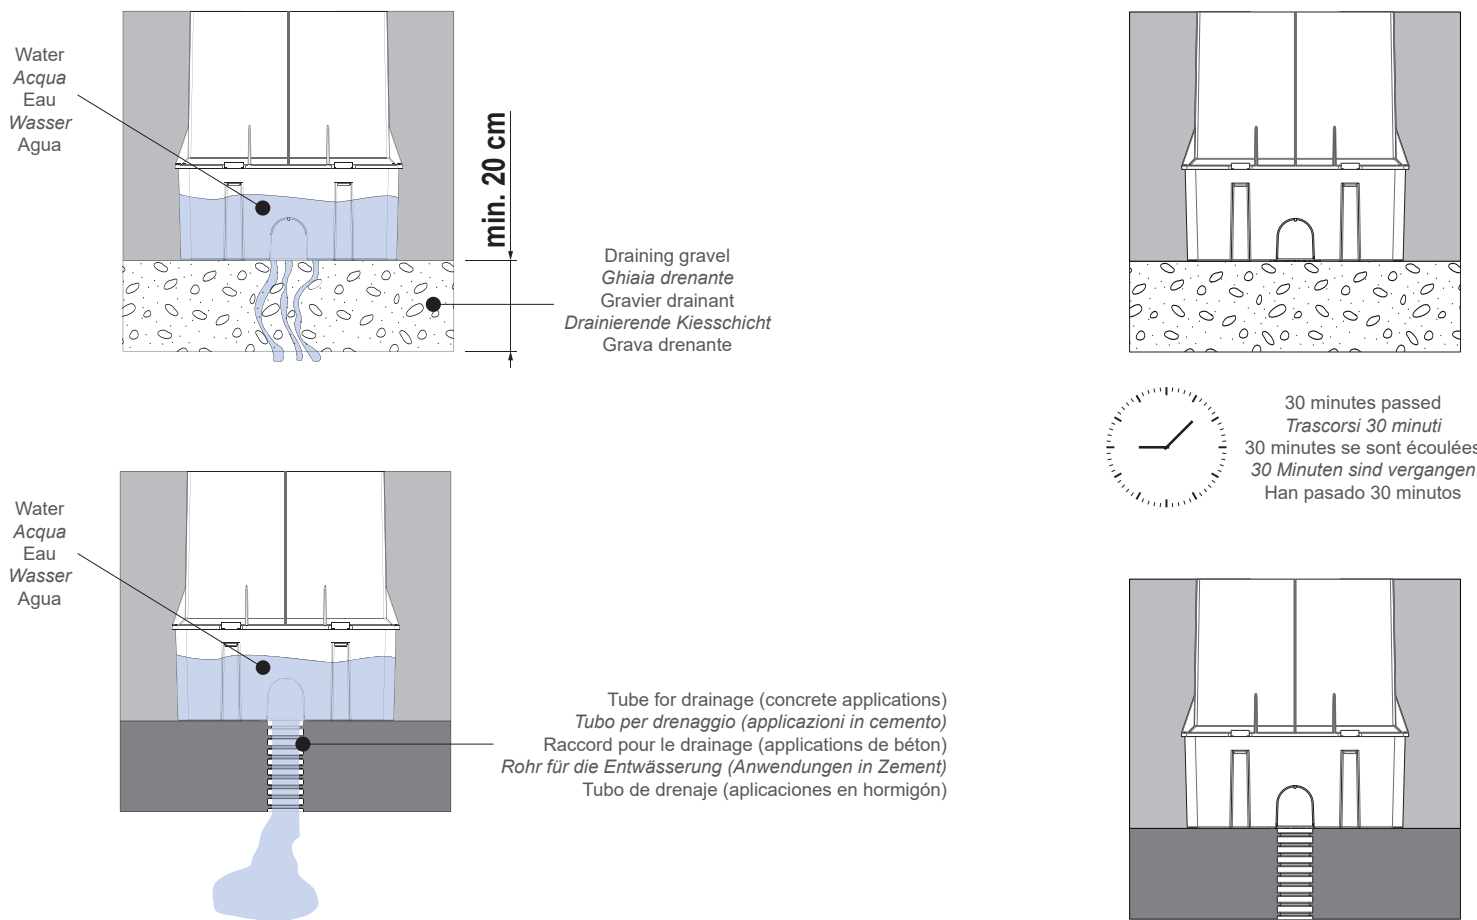 Water
Acqua
Eau
Wasser
Agua
min. 20 cm
Draining gravel
Ghiaia drenante
Gravier drainant
Drainierende Kiesschicht
Grava drenante
30 minutes passed
Trascorsi 30 minuti
30 minutes se sont écoulées
30 Minuten sind vergangen
Han pasado 30 minutos
Water
Acqua
Eau
Wasser
Agua
Tube for drainage (concrete applications)
Tubo per drenaggio (applicazioni in cemento)
Raccord pour le drainage (applications de béton)
Rohr für die Entwässerung (Anwendungen in Zement)
Tubo de drenaje (aplicaciones en hormigón)